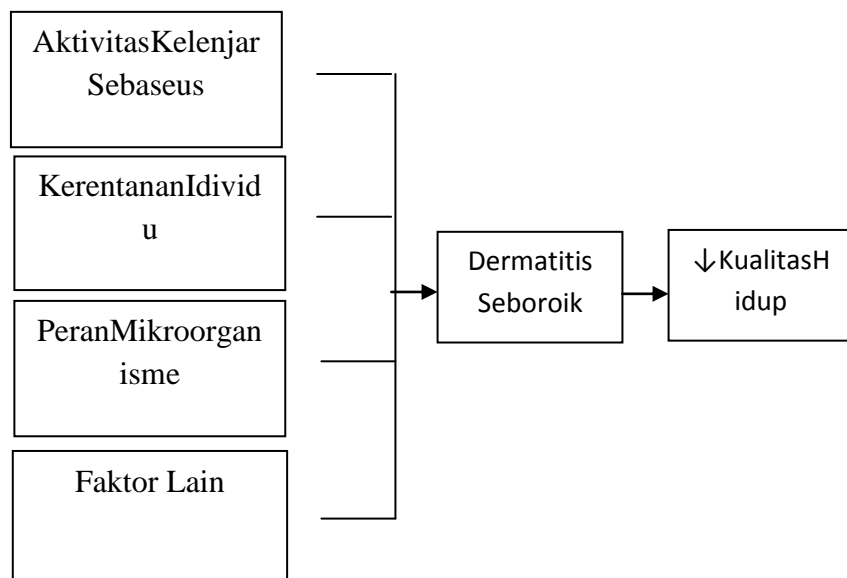 AktivitasKelenjar
Sebaseus
KerentananIdivid
u
PeranMikroorgan
isme
Faktor Lain
Dermatitis
Seboroik
↓KualitasH
idup